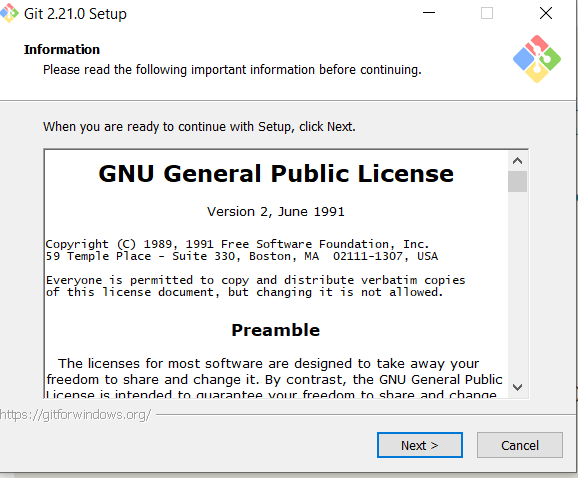 Git 2.21.0 Setup
Information
Please read the following important information before continuing.
When you are ready to continue with Setup, click Next.
GNU General Public License
Version 2, June 1991
Copyright (C) 1989, 1991 Free Software Foundation, Inc.
59 Temple Place - Suite 330, Boston, MA  02111-1307, USA
Everyone is permitted to copy and distribute verbatim copies
of this license document, but changing it is not allowed.
Preamble
The licenses for most software are designed to take away your
freedom to share and change it. By contrast, the GNU General Public
License is intended to guarantee your freedom to share and change
https://gitforwindows.org/
Next >
Cancel